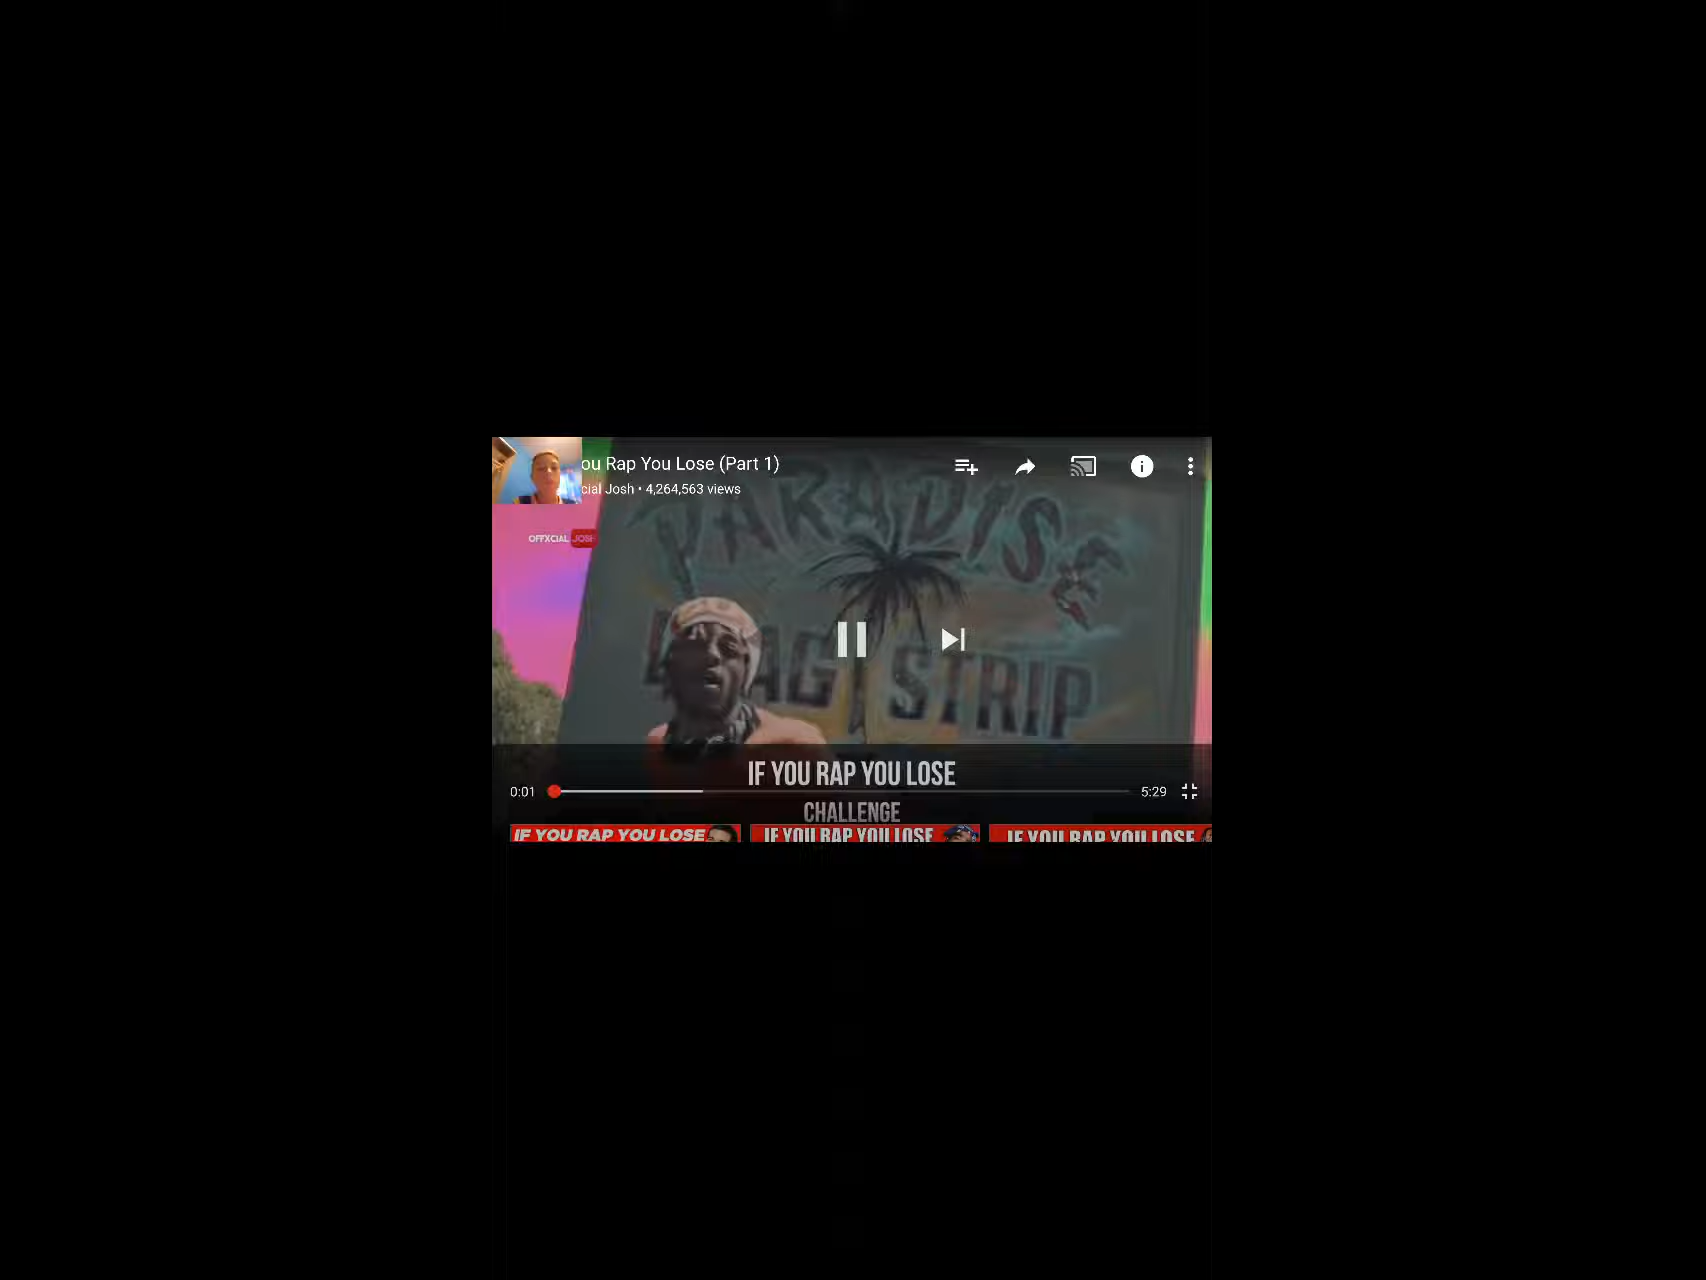 ou Rap You Lose (Part 1)
cial Josh • 4,264,563 views
OFFXCIAL JOSH
PARADISE
STRIP
IF YOU RAP YOU LOSE
0:01
5:29
CHALLENGE
IF YOU RAP YOU LOSE
IF YOU RAP YOU LOSE
IF YOU RAP YOU LOSE